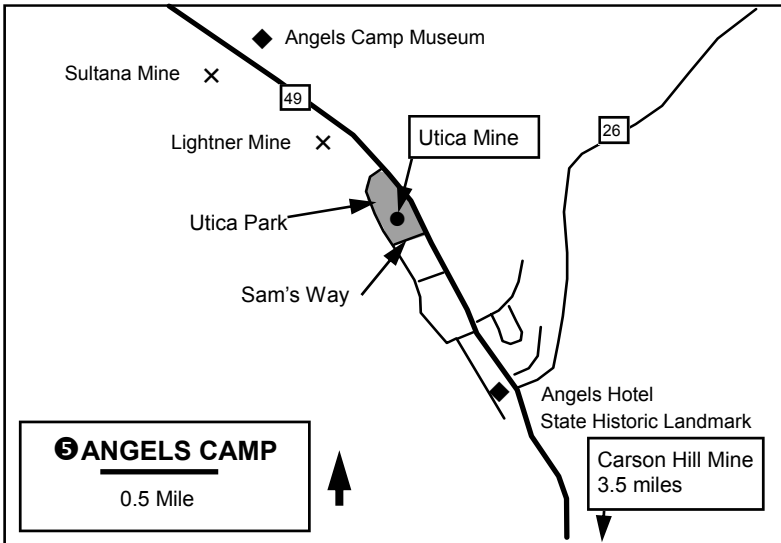 Angels Camp Museum
Sultana Mine
49
Lightner Mine
Utica Mine
26
Utica Park
Sam’s Way
Angels Hotel
State Historic Landmark
❺ANGELS CAMP
0.5 Mile
Carson Hill Mine
3.5 miles